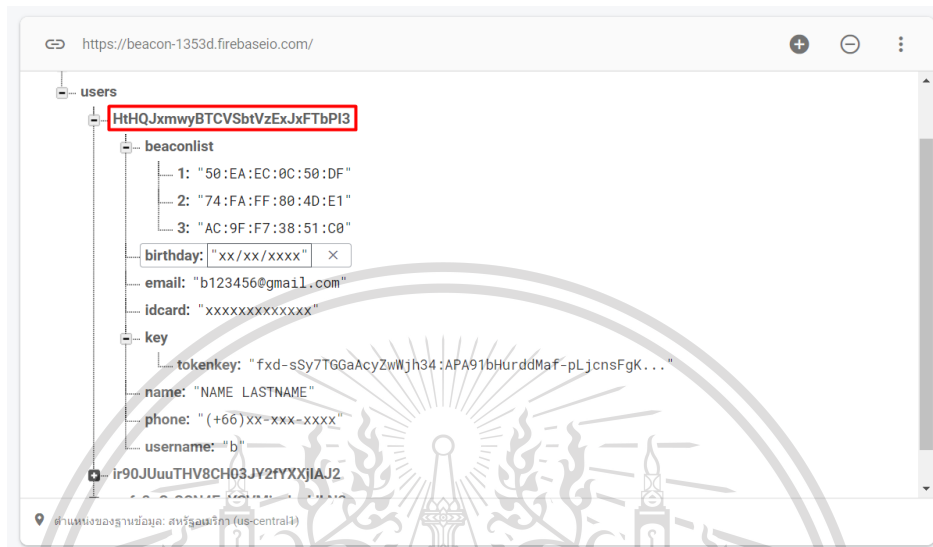 https://beacon-1353d.firebaseio.com/
users
HtHQJxmwyBTCVSbtVzExJxFTbPI3
beaconlist
1: "50:EA:EC:0C:50:DF"
2: "74:FA:FF:80:4D:E1"
3: "AC:9F:F7:38:51:C0"
birthday: "xx/xx/xxxx" ×
email: "b123456@gmail.com"
idcard: "xxxxxxxxxxxxx"
key
tokenkey: "fxd-sSy7TGGaAcyZwWjh34:APA91bHurddMaf-pLjcnsFgK..."
name: "NAME LASTNAME"
phone: "(+66)xx-xxx-xxxx"
username: "b"
ir90JUuuTHV8CH03JY2fYXXjIAJ2
ตำแหน่งของฐานข้อมูล: สหรัฐอเมริกา (us-central1)